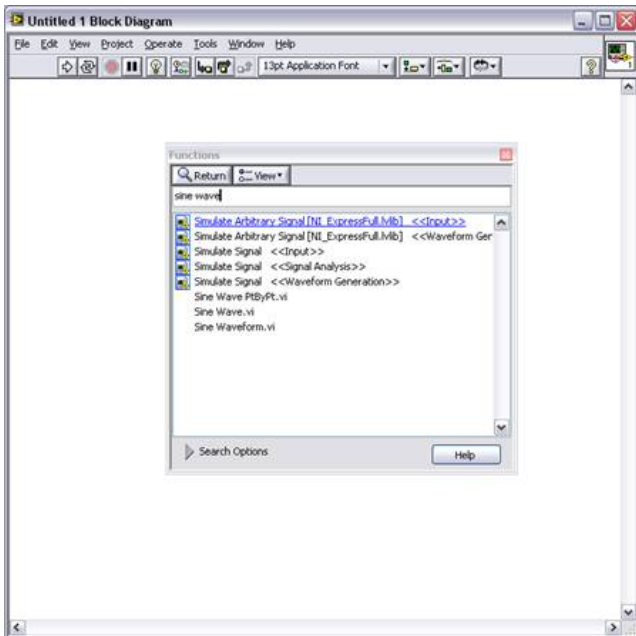 Untitled 1 Block Diagram
File Edit View Project Operate Tools Window Help
13pt Application Font
1
Functions
Return View
sine wave
Simulate Arbitrary Signal [NI_ExpressFull.lvlib] <<Input>>
Simulate Arbitrary Signal [NI_ExpressFull.lvlib] <<Waveform Ger
Simulate Signal <<Input>>
Simulate Signal <<Signal Analysis>>
Simulate Signal <<Waveform Generation>>
Sine Wave PtByPt.vi
Sine Wave.vi
Sine Waveform.vi
Search Options
Help